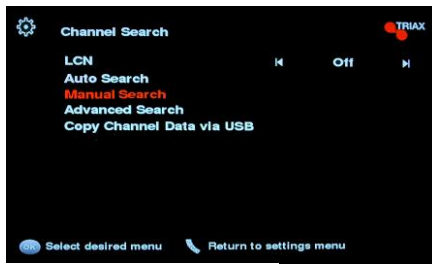 Channel Search
TRIAX
LCN Off
Auto Search
Manual Search
Advanced Search
Copy Channel Data via USB
OK Select desired menu Return to settings menu